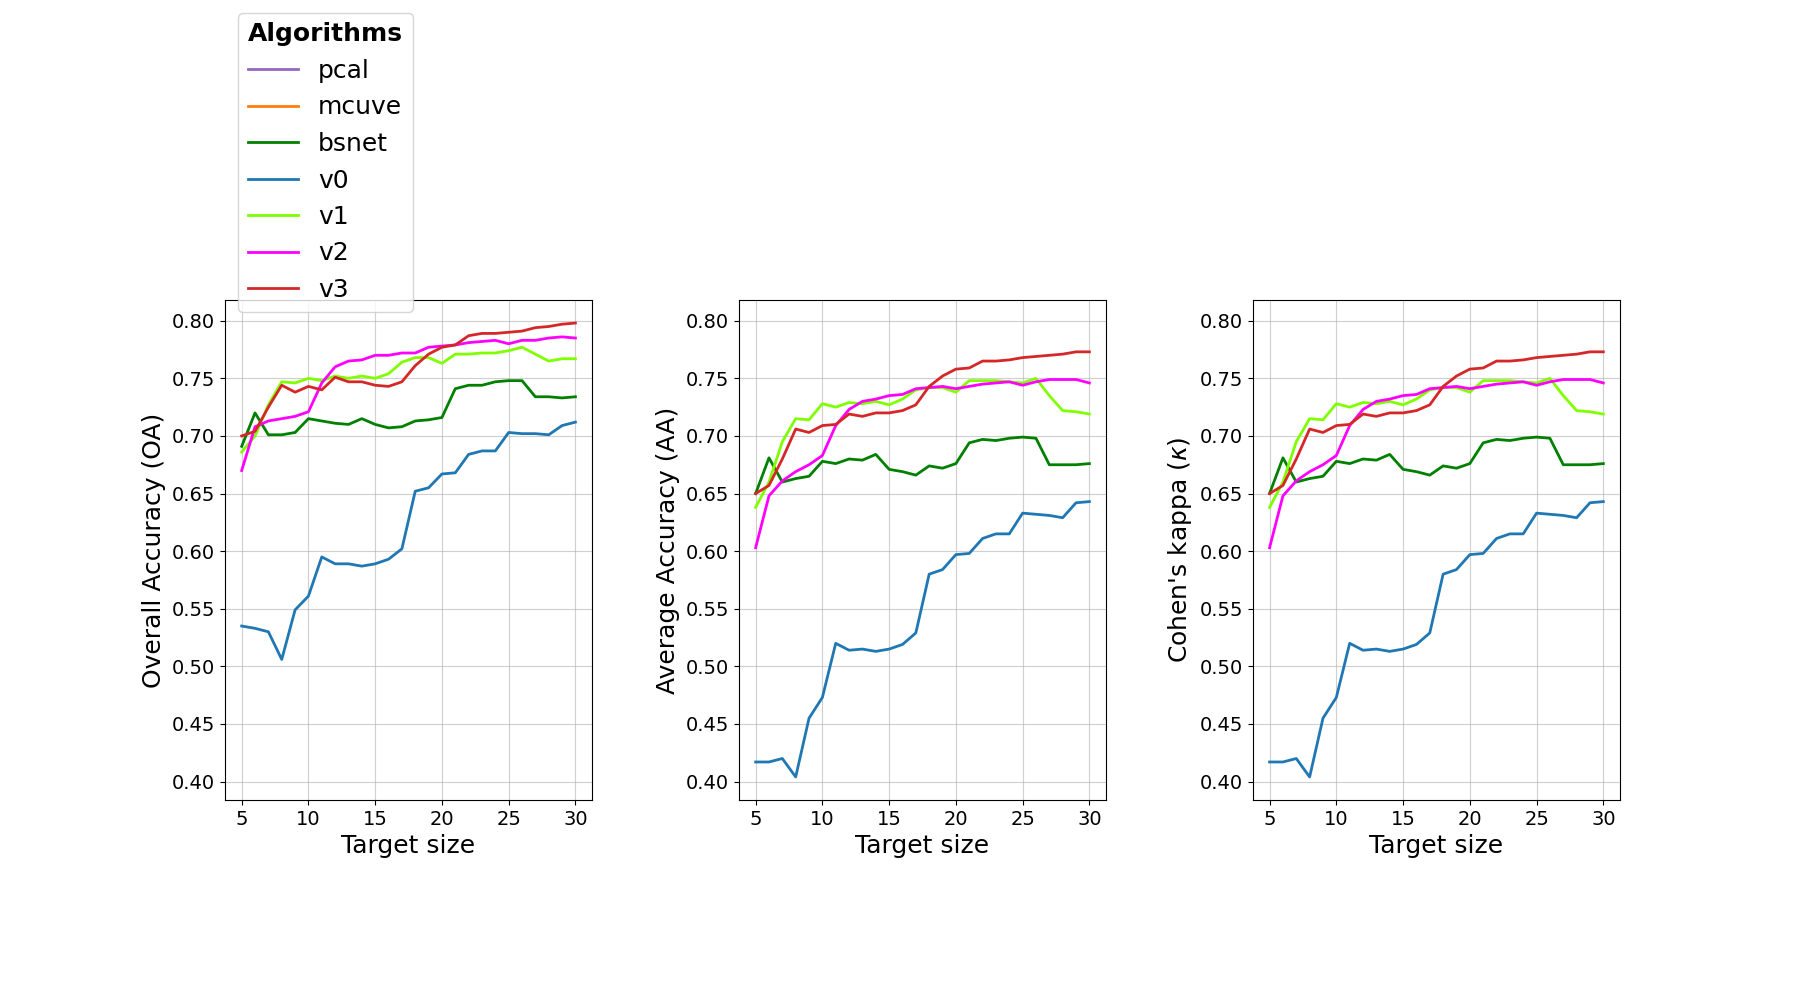 Algorithms
pcal
mcuve
bsnet
v0
v1
v2
v3
Overall Accuracy (OA)
0.80
0.75
0.70
0.65
0.60
0.55
0.50
0.45
0.40
5 10 15 20 25 30
Target size
Average Accuracy (AA)
0.80
0.75
0.70
0.65
0.60
0.55
0.50
0.45
0.40
5 10 15 20 25 30
Target size
Cohen's kappa (κ)
0.80
0.75
0.70
0.65
0.60
0.55
0.50
0.45
0.40
5 10 15 20 25 30
Target size